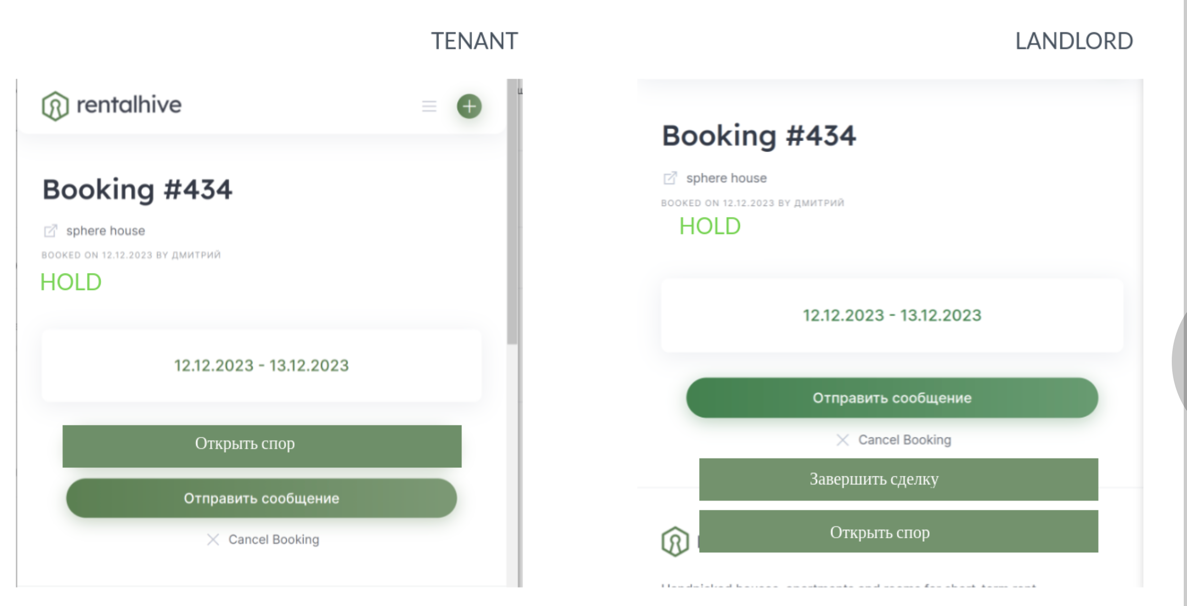 TENANT
rentalhive
Booking #434
sphere house
BOOKED ON 12.12.2023 BY ДМИТРИЙ
HOLD
12.12.2023 - 13.12.2023
Открыть спор
Отправить сообщение
Cancel Booking
LANDLORD
Booking #434
sphere house
BOOKED ON 12.12.2023 BY ДМИТРИЙ
HOLD
12.12.2023 - 13.12.2023
Отправить сообщение
Cancel Booking
Завершить сделку
Открыть спор